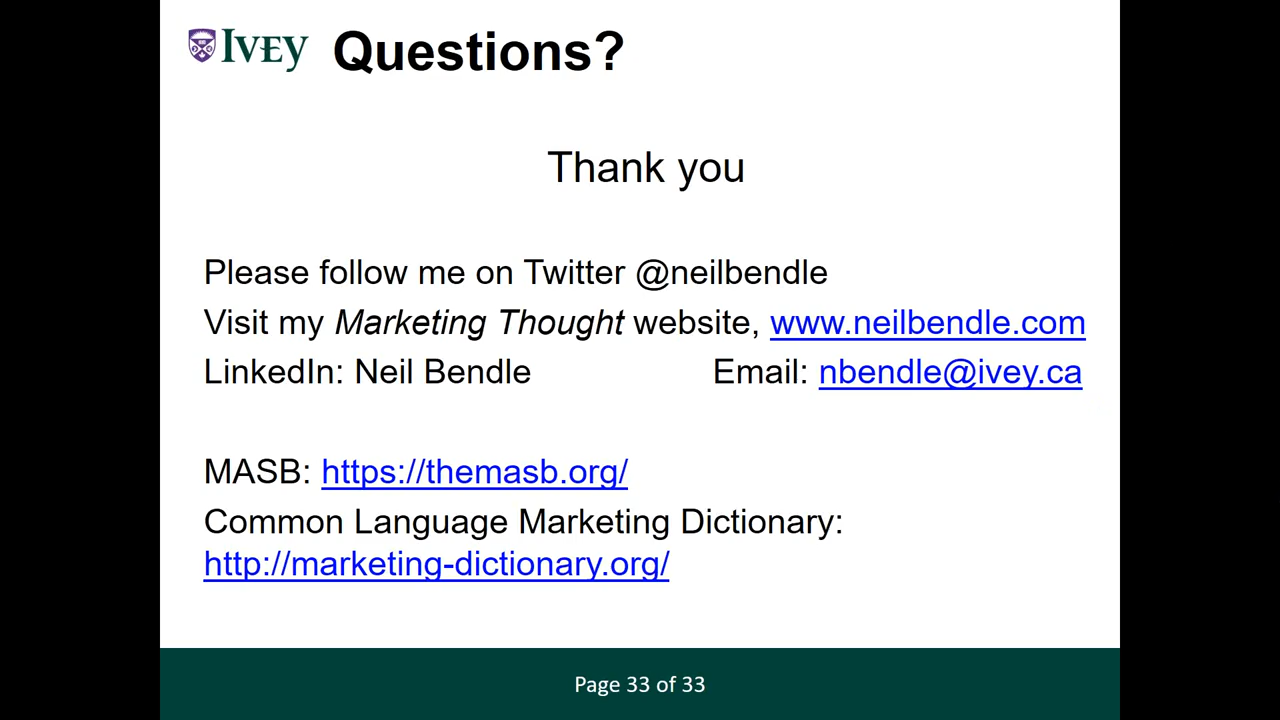 IVEY Questions?
Thank you
Please follow me on Twitter @neilbendle
Visit my Marketing Thought website, www.neilbendle.com
LinkedIn: Neil Bendle Email: nbendle@ivey.ca
MASB: https://themasb.org/
Common Language Marketing Dictionary:
http://marketing-dictionary.org/
Page 33 of 33